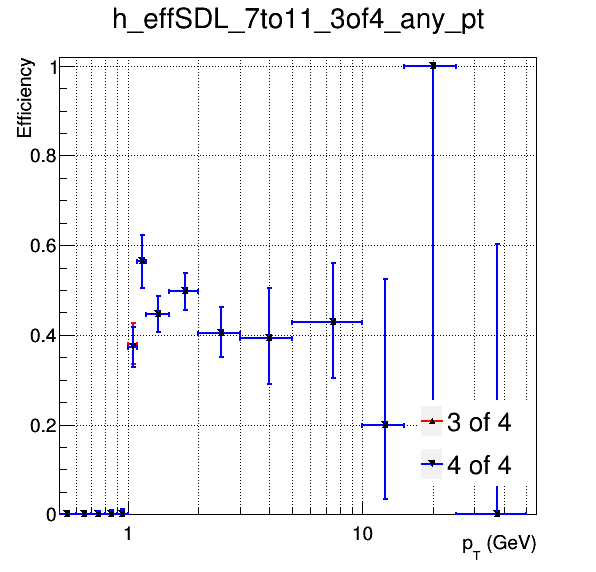 h_effSDL_7to11_3of4_any_pt
Efficiency
1
0.8
0.6
0.4
0.2
0
3 of 4
4 of 4
1
10
p_T (GeV)